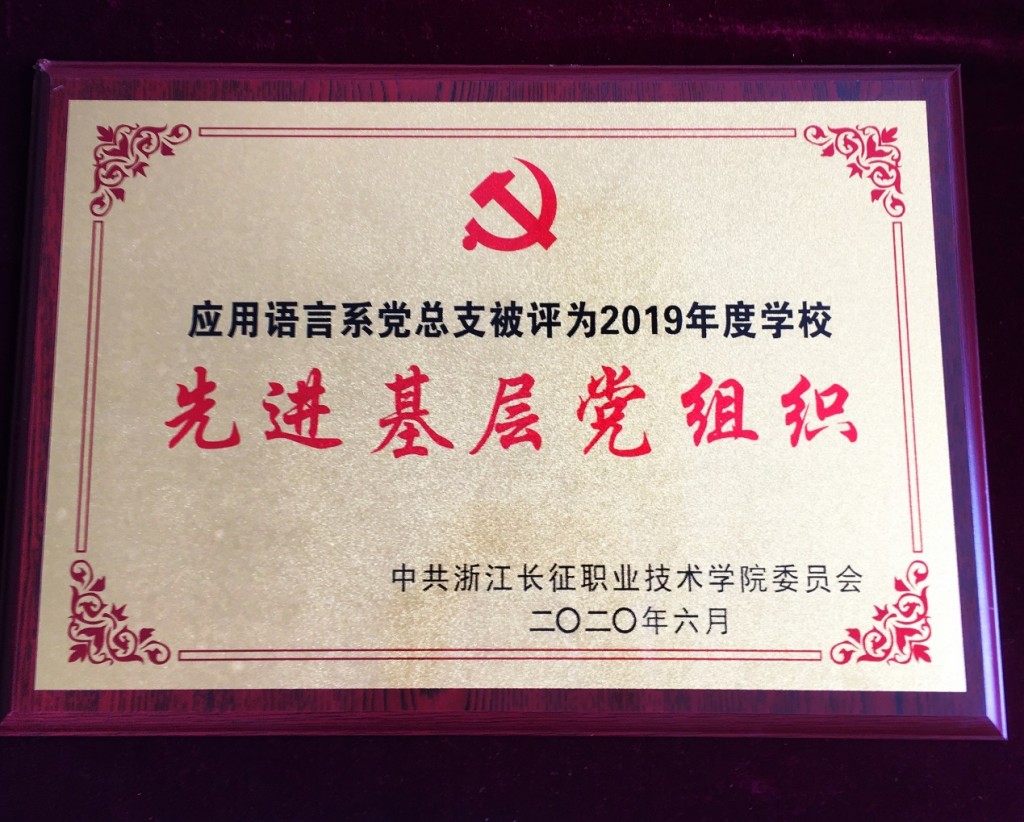 应用语言系党总支被评为2019年度学校
先进基层党组织
中共浙江长征职业技术学院委员会
二〇二〇年六月